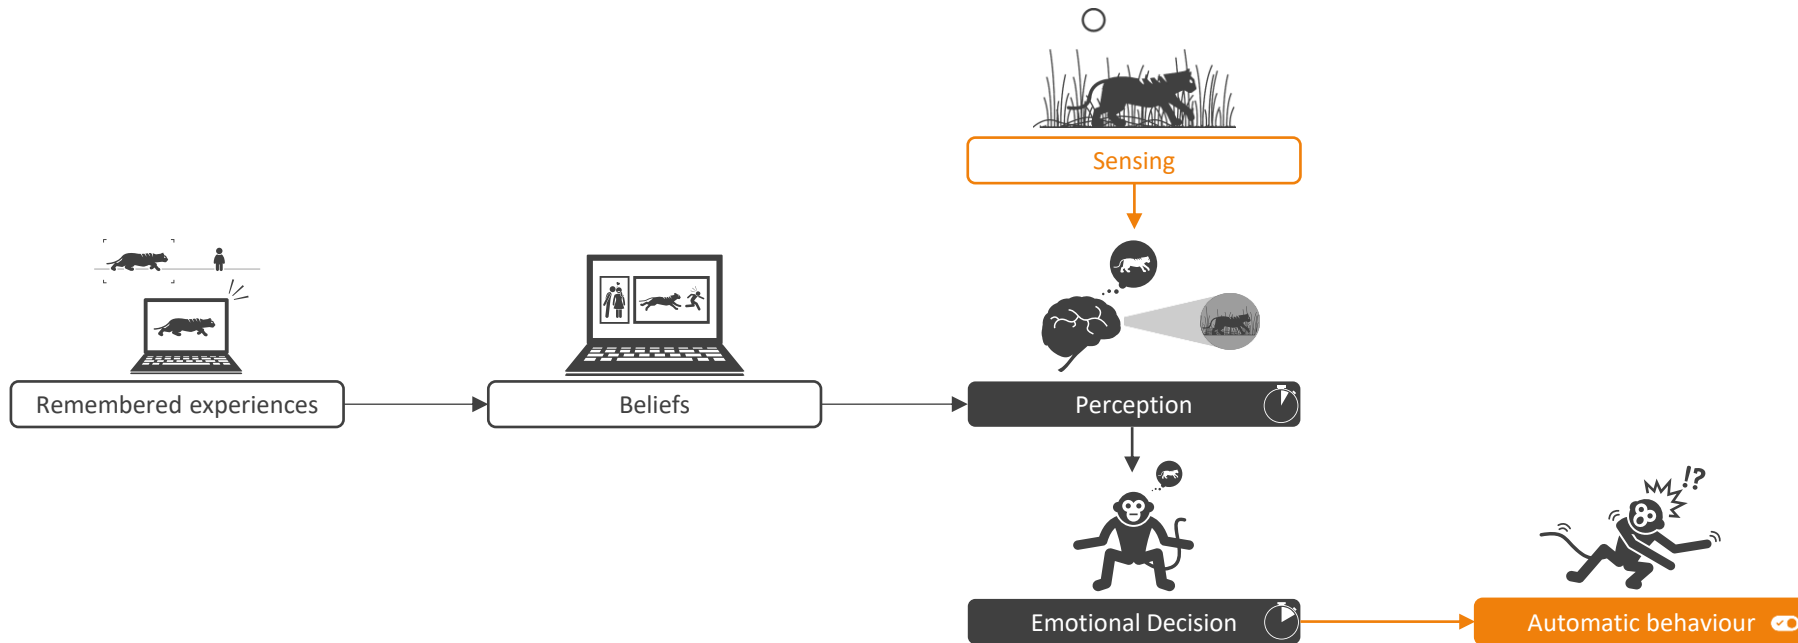 Sensing
Remembered experiences
Beliefs
Perception
!?
Emotional Decision
Automatic behaviour